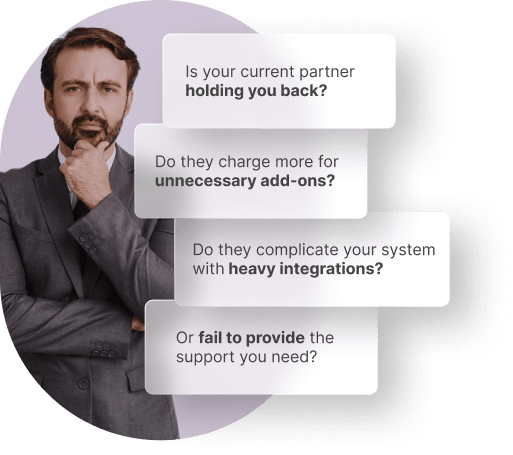 Is your current partner
holding you back?
Do they charge more for
unnecessary add-ons?
Do they complicate your system
with heavy integrations?
Or fail to provide the
support you need?